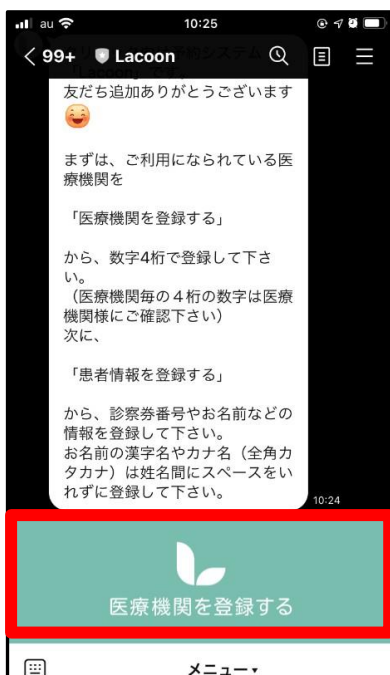 au 10:25
99+ Lacoon
友だち追加ありがとうございます
まずは、ご利用になられている医
療機関を
「医療機関を登録する」
から、数字4桁で登録して下さ
い。
（医療機関毎の４桁の数字は医療
機関様にご確認下さい）
次に、
「患者情報を登録する」
から、診察券番号やお名前などの
情報を登録して下さい。
お名前の漢字名やカナ名（全角カ
タカナ）は姓名間にスペースをい
れずに登録して下さい。
10:24
医療機関を登録する
メニュー▾